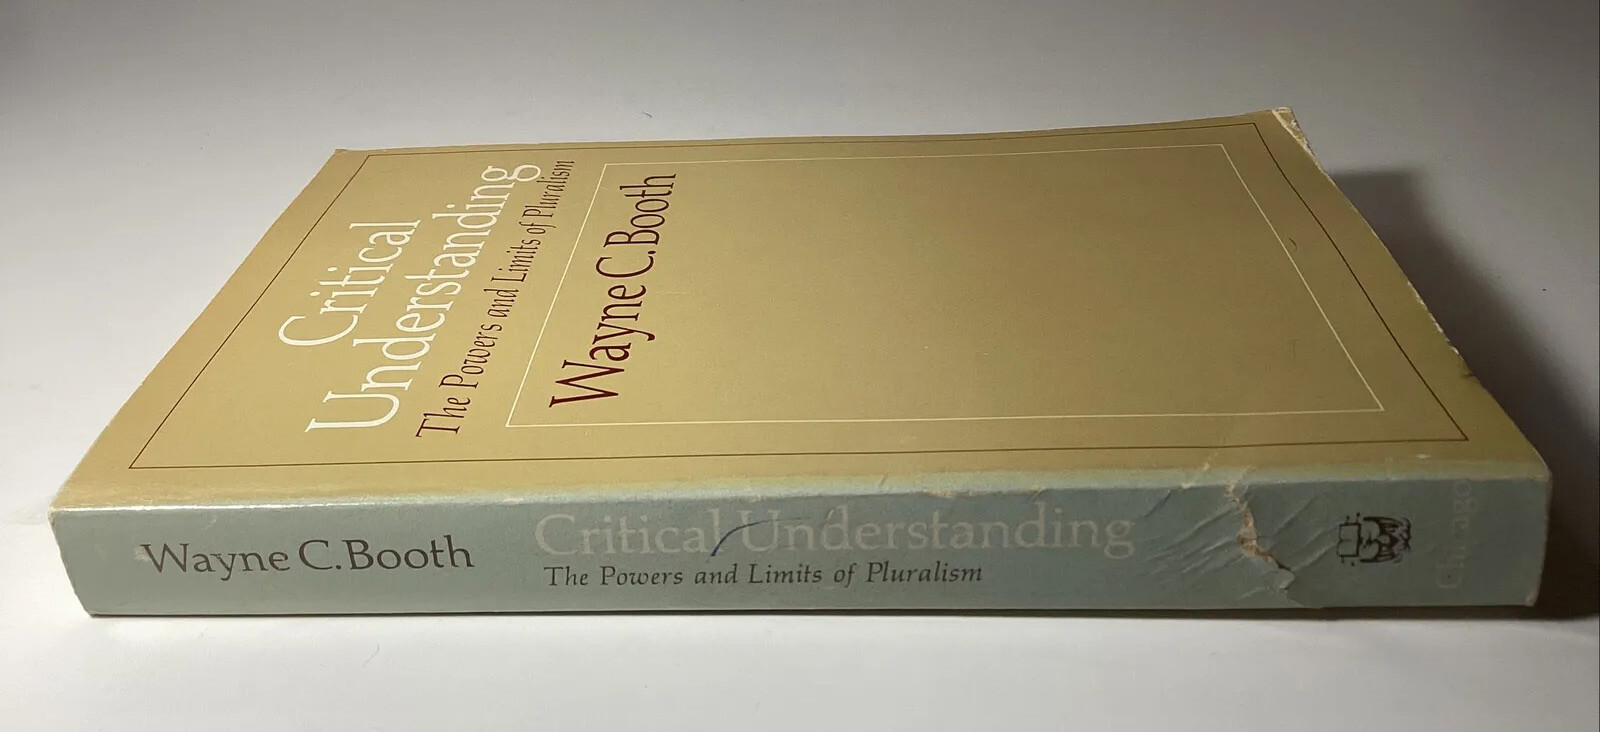 Critical
Understanding
The Powers and Limits of Pluralism
Wayne C. Booth
Wayne C. Booth
Critical Understanding
The Powers and Limits of Pluralism
Chicago